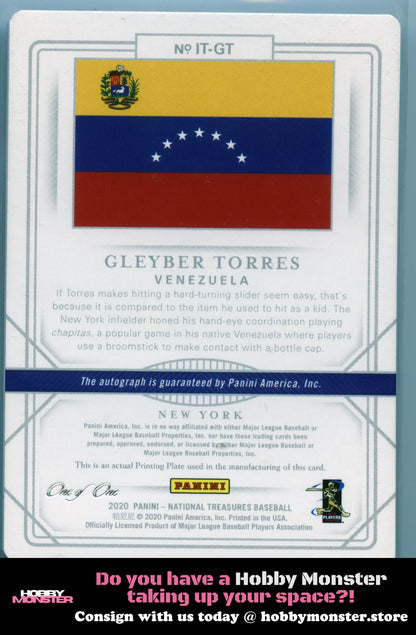 № IT-GT
GLEYBER TORRES
VENEZUELA
If Torres makes hitting a hard-turning slider seem easy, that's
because it is compared to the item he used to hit as a kid. The
New York infielder honed his hand-eye coordination playing
chapitas, a popular game in his native Venezuela where players
use a broomstick to make contact with a bottle cap.
The autograph is guaranteed by Panini America, Inc.
NEW YORK
Panini America, Inc. is in no way affiliated with either Major League Baseball or
Major League Baseball Properties, Inc. nor have these trading cards been
prepared, approved, endorsed, or licensed by either Major League Baseball or
Major League Baseball Properties, Inc.
This is an actual Printing Plate used in the manufacturing of this card.
One of One
PANINI
PLAYERS
2020 PANINI – NATIONAL TREASURES BASEBALL
帕尼尼 © 2020 Panini America, Inc. Printed in the USA.
Officially Licensed Product of Major League Baseball Players Association
HOBBY
MONSTER
Do you have a Hobby Monster
taking up your space?!
Consign with us today @ hobbymonster.store